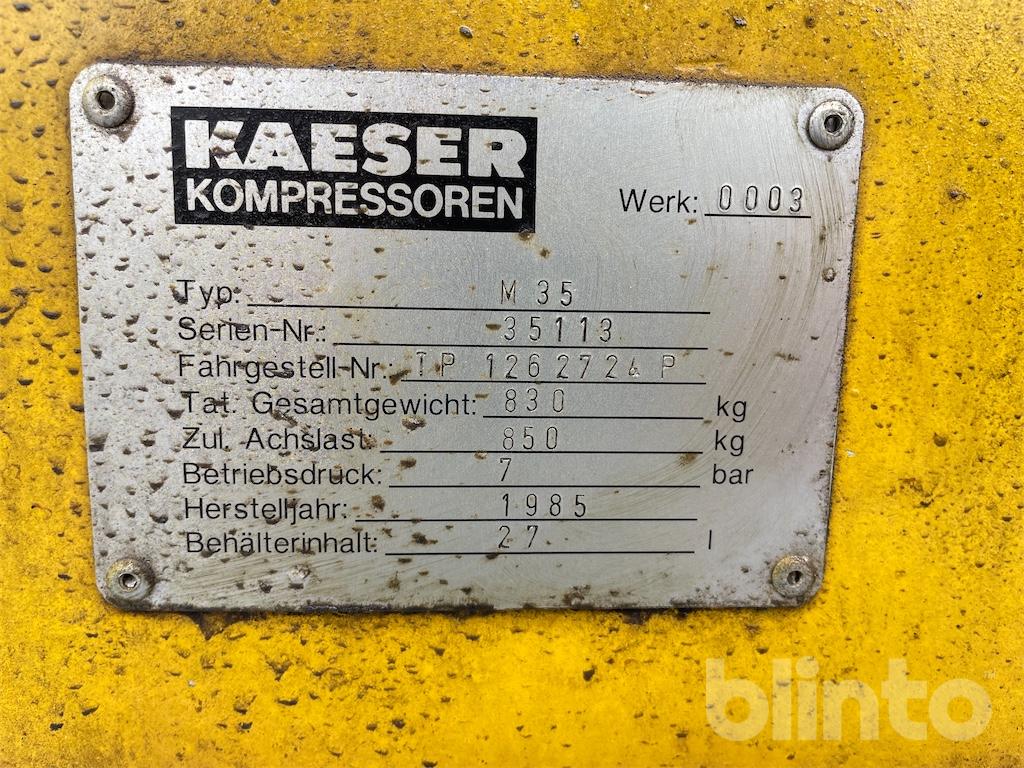 KAESER
KOMPRESSOREN
Werk: 0003
Typ: M 35
Serien-Nr.: 35113
Fahrgestell-Nr.: TP 1262724 P
Tat. Gesamtgewicht: 830 kg
Zul. Achslast: 850 kg
Betriebsdruck: 7 bar
Herstelljahr: 1985
Behälterinhalt: 27 l
blinto